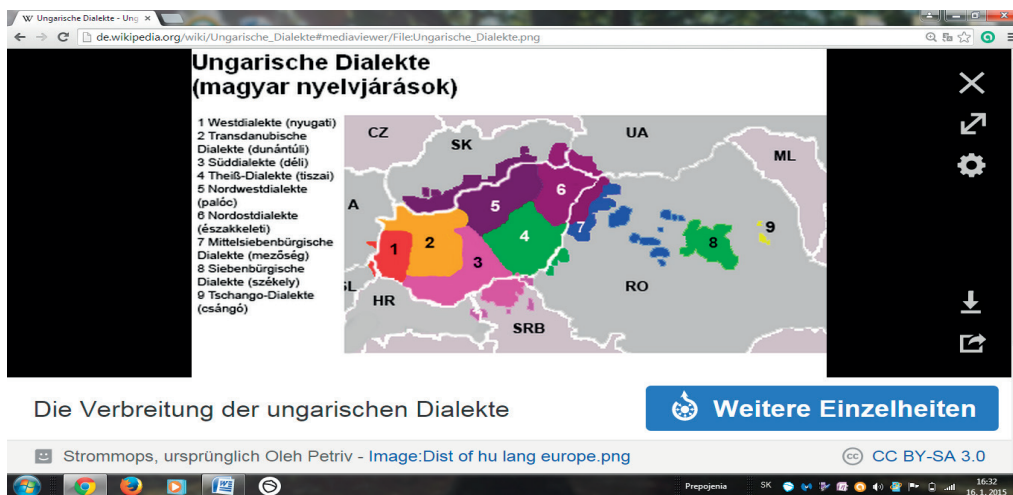 Ungarische Dialekte - Ung
de.wikipedia.org/wiki/Ungarische_Dialekte#mediaviewer/File:Ungarische_Dialekte.png
Ungarische Dialekte
(magyar nyelvjárások)
1 Westdialekte (nyugati)
2 Transdanubische
Dialekte (dunántúli)
3 Süddialekte (déli)
4 Theiß-Dialekte (tiszai)
5 Nordwestdialekte
(palóc)
6 Nordostdialekte
(északkeleti)
7 Mittelsiebenbürgische
Dialekte (mezőség)
8 Siebenbürgische
Dialekte (székely)
9 Tschango-Dialekte
(csángó)
CZ
SK
UA
ML
A
6
5
7
9
4
8
2
1
3
RO
HR
SRB
Die Verbreitung der ungarischen Dialekte
Weitere Einzelheiten
Strommops, ursprünglich Oleh Petriv - Image:Dist of hu lang europe.png
cc CC BY-SA 3.0
Prepojenia
SK
16:32
16. 1. 2015